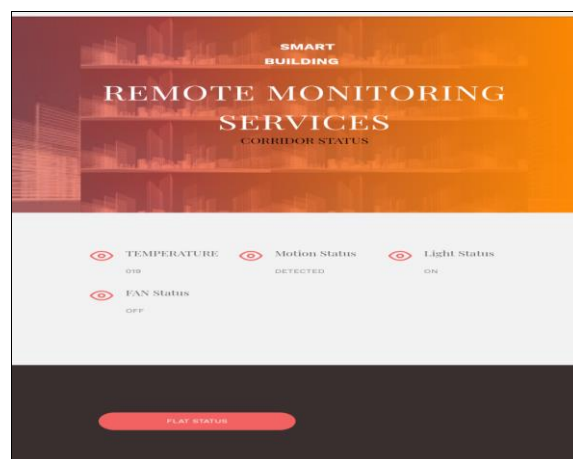 SMART
BUILDING
REMOTE MONITORING
SERVICES
CORRIDOR STATUS
TEMPERATURE
019
Motion Status
DETECTED
Light Status
ON
FAN Status
OFF
FLAT STATUS